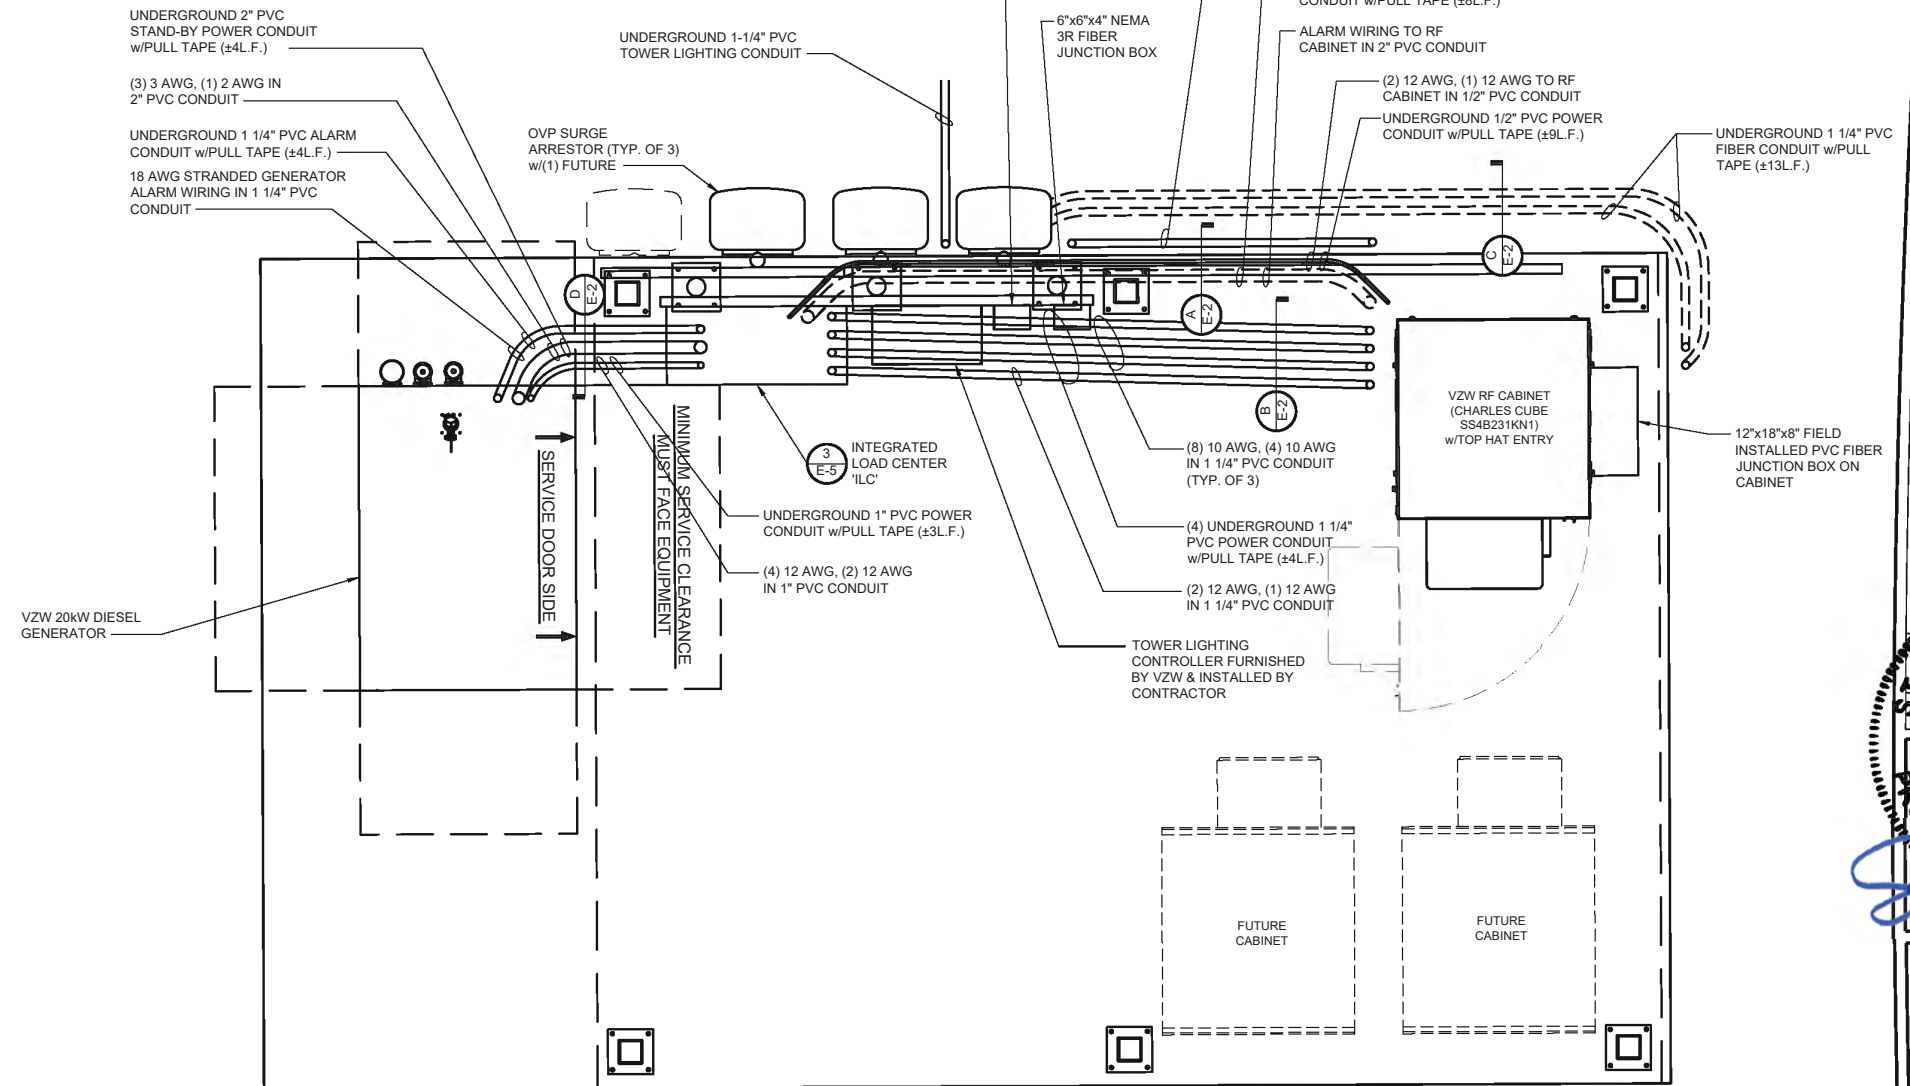 UNDERGROUND 2" PVC
STAND-BY POWER CONDUIT
w/PULL TAPE (±4L.F.)
(3) 3 AWG, (1) 2 AWG IN
2" PVC CONDUIT
UNDERGROUND 1 1/4" PVC ALARM
CONDUIT w/PULL TAPE (±4L.F.)
18 AWG STRANDED GENERATOR
ALARM WIRING IN 1 1/4" PVC
CONDUIT
UNDERGROUND 1-1/4" PVC
TOWER LIGHTING CONDUIT
OVP SURGE
ARRESTOR (TYP. OF 3)
w/(1) FUTURE
6"x6"x4" NEMA
3R FIBER
JUNCTION BOX
CONDUIT w/PULL TAPE (±8L.F.)
ALARM WIRING TO RF
CABINET IN 2" PVC CONDUIT
(2) 12 AWG, (1) 12 AWG TO RF
CABINET IN 1/2" PVC CONDUIT
UNDERGROUND 1/2" PVC POWER
CONDUIT w/PULL TAPE (±9L.F.)
UNDERGROUND 1 1/4" PVC
FIBER CONDUIT w/PULL
TAPE (±13L.F.)
D
E-2
A
E-2
C
E-2
B
E-2
VZW RF CABINET
(CHARLES CUBE
SS4B231KN1)
w/TOP HAT ENTRY
12"x18"x8" FIELD
INSTALLED PVC FIBER
JUNCTION BOX ON
CABINET
3
E-5
INTEGRATED
LOAD CENTER
'ILC'
(8) 10 AWG, (4) 10 AWG
IN 1 1/4" PVC CONDUIT
(TYP. OF 3)
UNDERGROUND 1" PVC POWER
CONDUIT w/PULL TAPE (±3L.F.)
(4) UNDERGROUND 1 1/4"
PVC POWER CONDUIT
w/PULL TAPE (±4L.F.)
(4) 12 AWG, (2) 12 AWG
IN 1" PVC CONDUIT
(2) 12 AWG, (1) 12 AWG
IN 1 1/4" PVC CONDUIT
SERVICE DOOR SIDE
MINIMUM SERVICE CLEARANCE
MUST FACE EQUIPMENT
VZW 20kW DIESEL
GENERATOR
TOWER LIGHTING
CONTROLLER FURNISHED
BY VZW & INSTALLED BY
CONTRACTOR
FUTURE
CABINET
FUTURE
CABINET